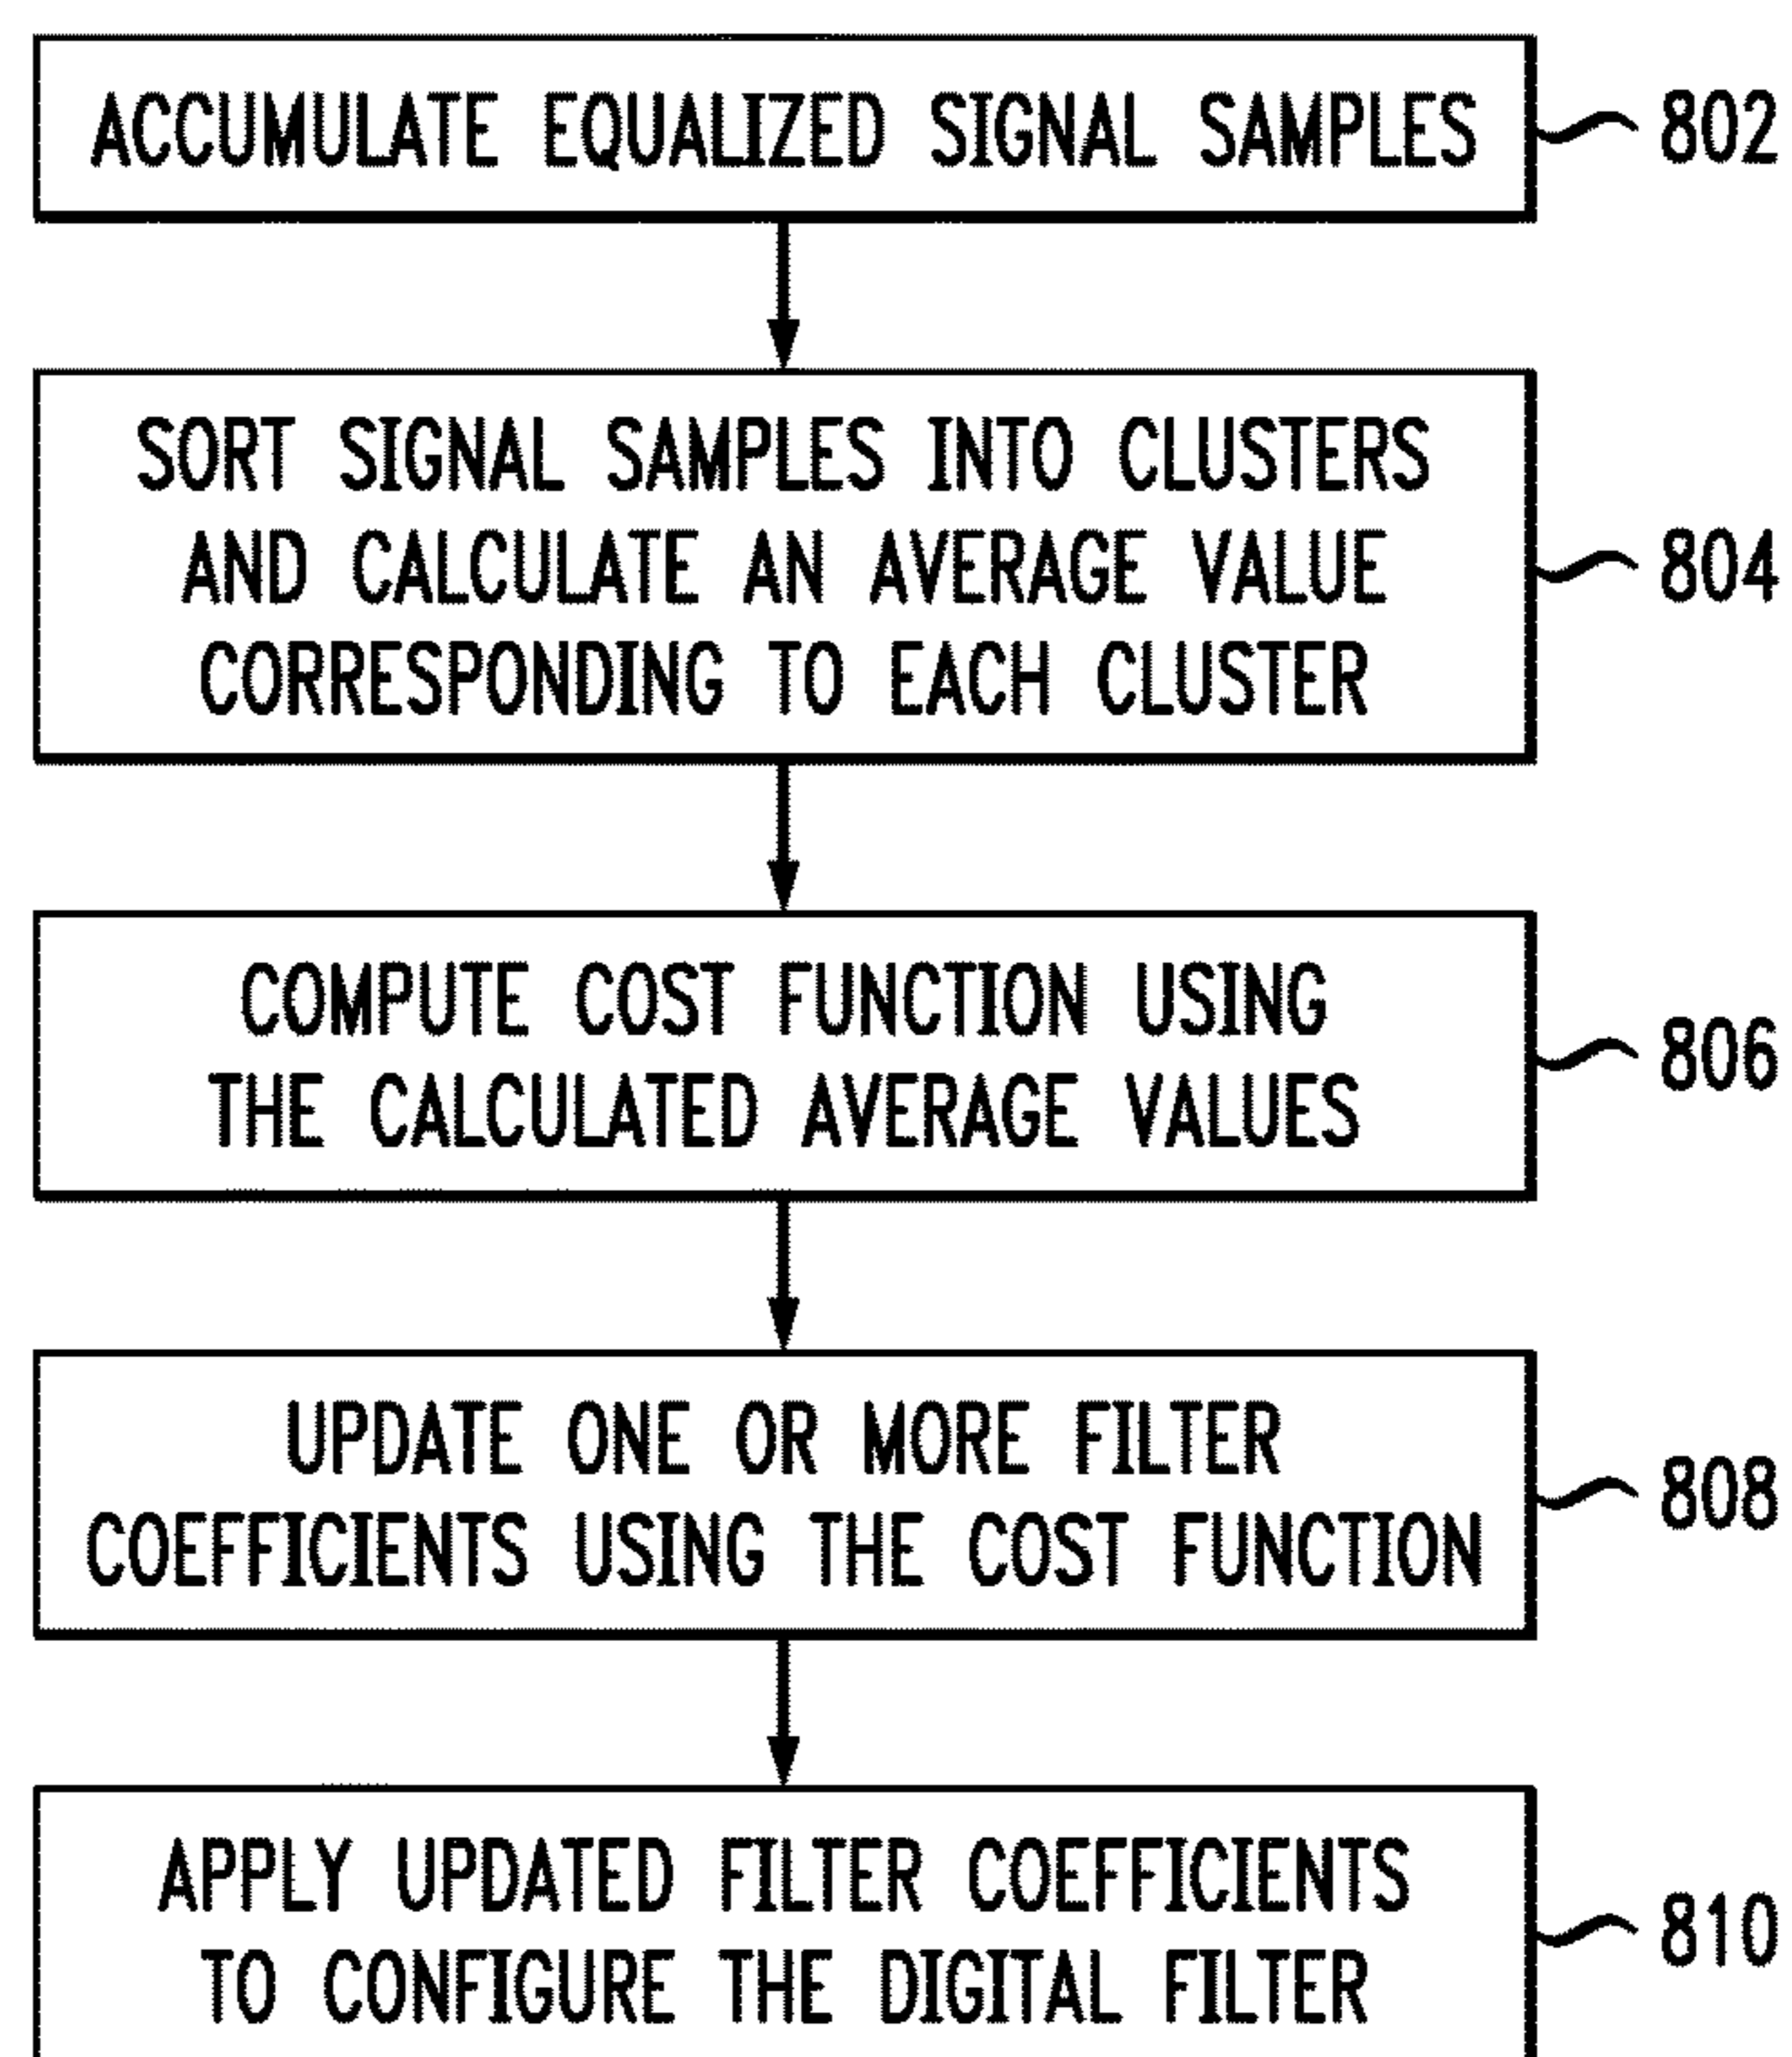 ACCUMULATE EQUALIZED SIGNAL SAMPLES
802
SORT SIGNAL SAMPLES INTO CLUSTERS
AND CALCULATE AN AVERAGE VALUE
CORRESPONDING TO EACH CLUSTER
804
COMPUTE COST FUNCTION USING
THE CALCULATED AVERAGE VALUES
806
UPDATE ONE OR MORE FILTER
COEFFICIENTS USING THE COST FUNCTION
808
APPLY UPDATED FILTER COEFFICIENTS
TO CONFIGURE THE DIGITAL FILTER
810